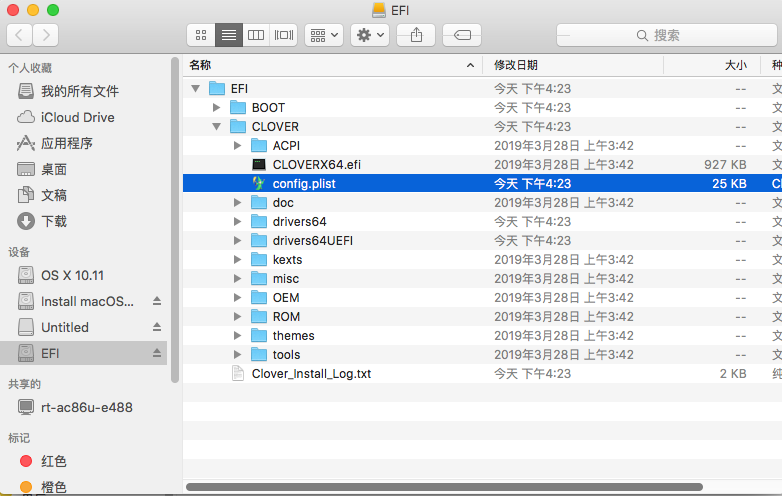 EFI
搜索
个人收藏
我的所有文件
iCloud Drive
应用程序
桌面
文稿
下载
设备
OS X 10.11
Install macOS...
Untitled
EFI
共享的
rt-ac86u-e488
标记
红色
橙色
名称 修改日期 大小 种
EFI 今天 下午4:23 -- 文
BOOT 今天 下午4:23 -- 文
CLOVER 今天 下午4:23 -- 文
ACPI 2019年3月28日 上午3:42 -- 文
CLOVERX64.efi 2019年3月28日 上午3:42 927 KB 文
config.plist 今天 下午4:23 25 KB
doc 2019年3月28日 上午3:42 -- 文
drivers64 今天 下午4:23 -- 文
drivers64UEFI 今天 下午4:23 -- 文
kexts 2019年3月28日 上午3:42 -- 文
misc 2019年3月28日 上午3:42 -- 文
OEM 2019年3月28日 上午3:42 -- 文
ROM 2019年3月28日 上午3:42 -- 文
themes 2019年3月28日 上午3:42 -- 文
tools 2019年3月28日 上午3:42 -- 文
Clover_Install_Log.txt 今天 下午4:23 2 KB 纯